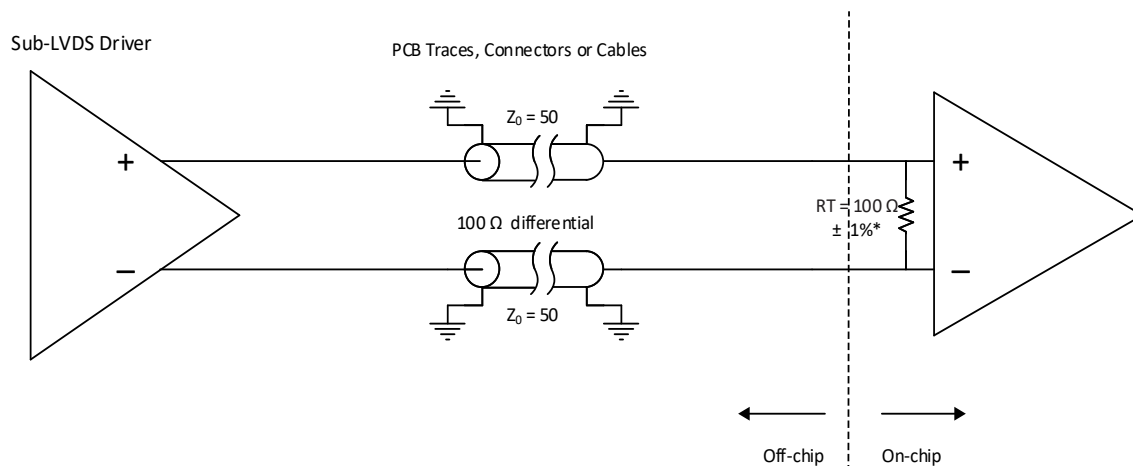 Sub-LVDS Driver
PCB Traces, Connectors or Cables
Z₀ = 50
+
+
RT = 100 Ω
± 1%*
100 Ω differential
−
−
Z₀ = 50
Off-chip
On-chip